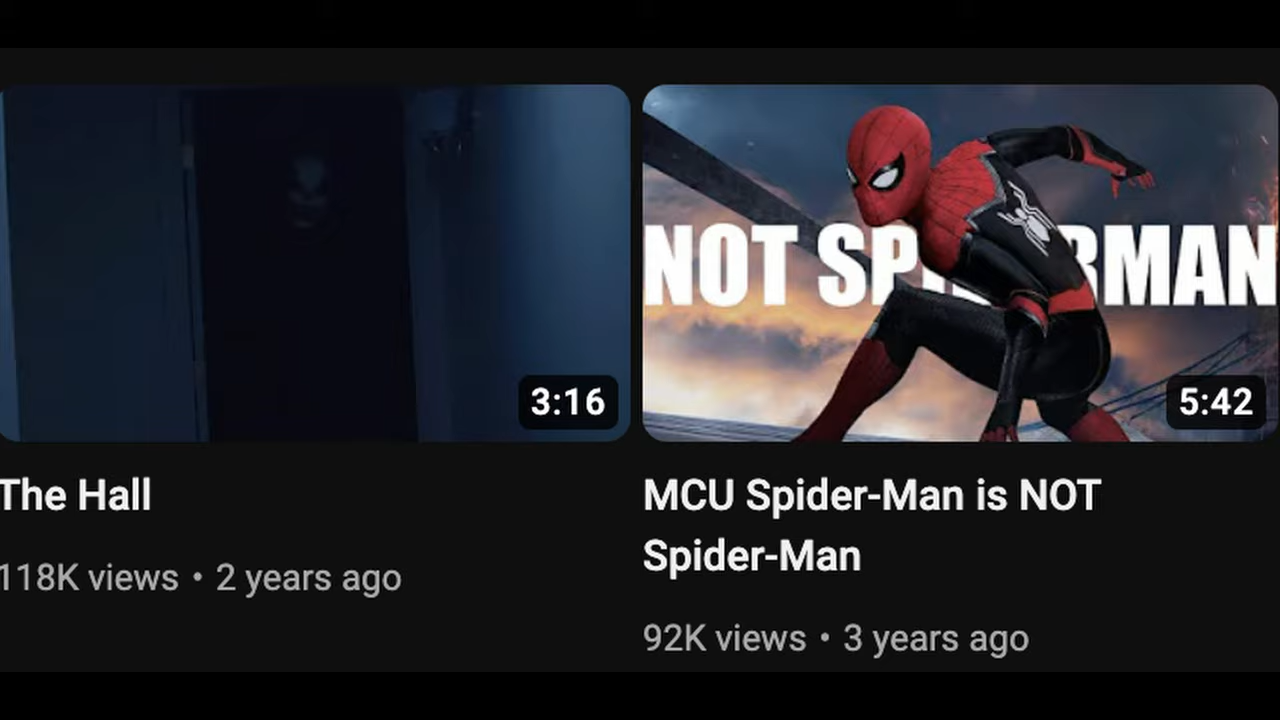 NOT SP MAN
3:16
5:42
The Hall
118K views • 2 years ago
MCU Spider-Man is NOT
Spider-Man
92K views • 3 years ago